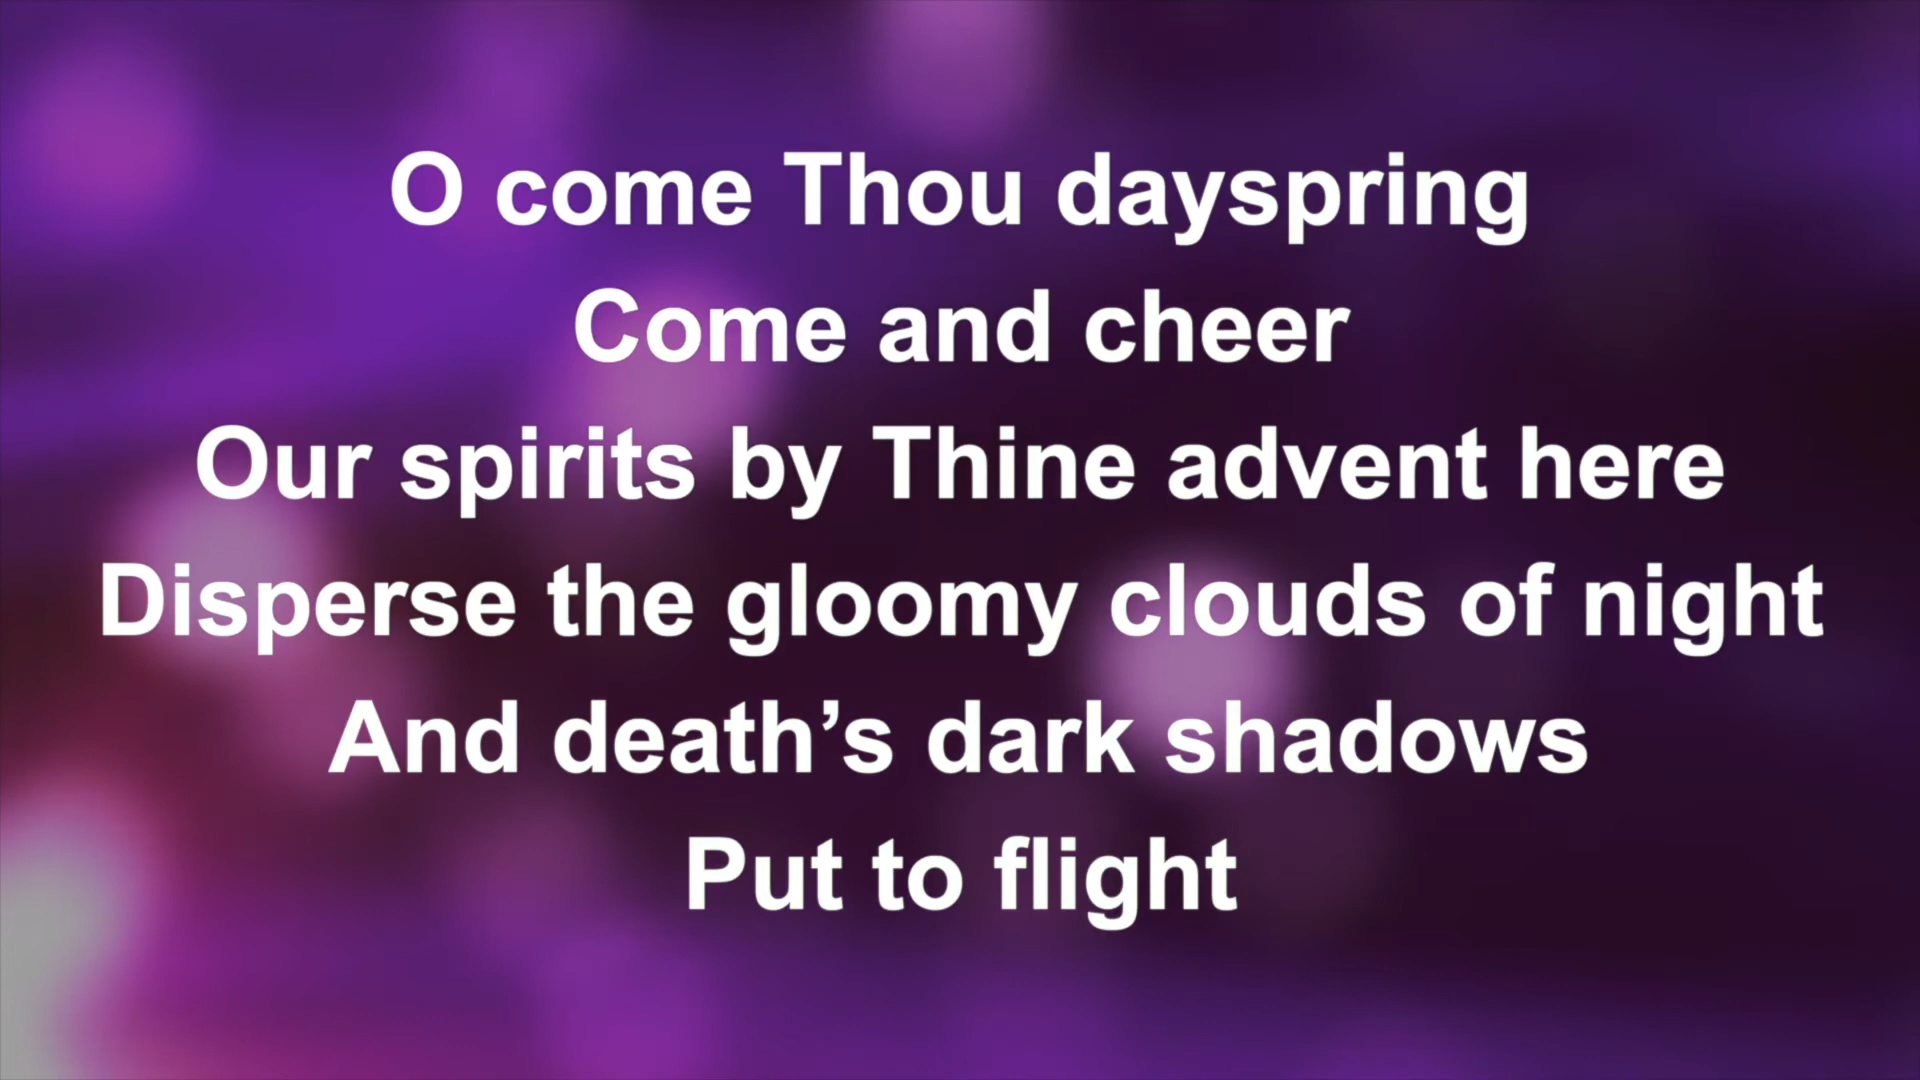 O come Thou dayspring
Come and cheer
Our spirits by Thine advent here
Disperse the gloomy clouds of night
And death’s dark shadows
Put to flight